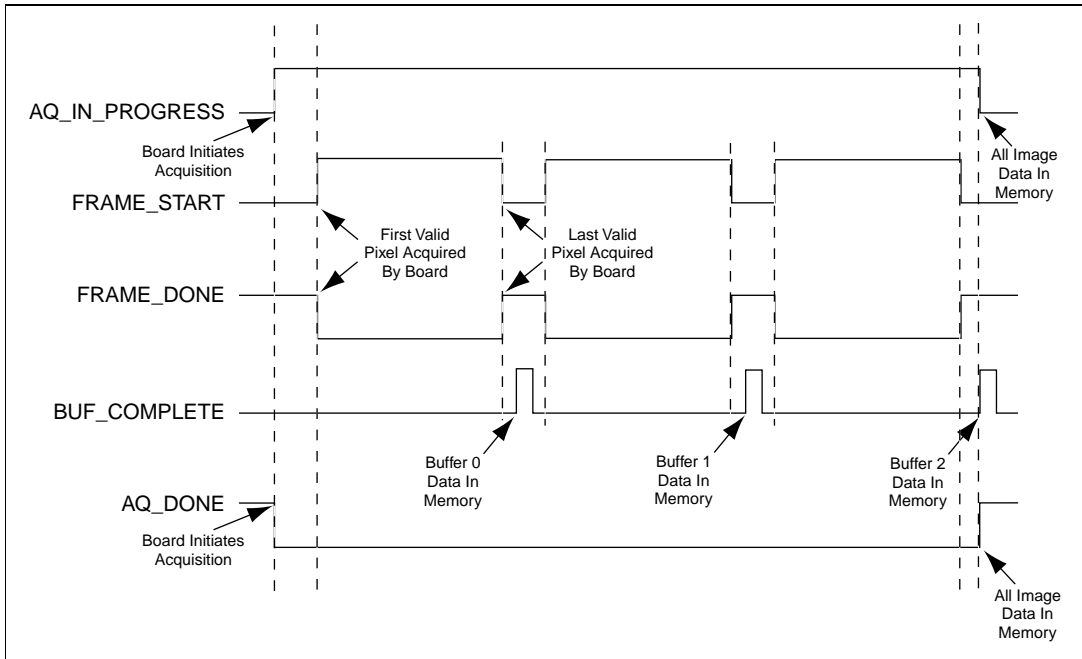 AQ_IN_PROGRESS
Board Initiates
Acquisition
All Image
Data In
Memory
FRAME_START
First Valid
Pixel Acquired
By Board
Last Valid
Pixel Acquired
By Board
FRAME_DONE
BUF_COMPLETE
Buffer 0
Data In
Memory
Buffer 1
Data In
Memory
Buffer 2
Data In
Memory
AQ_DONE
Board Initiates
Acquisition
All Image
Data In
Memory